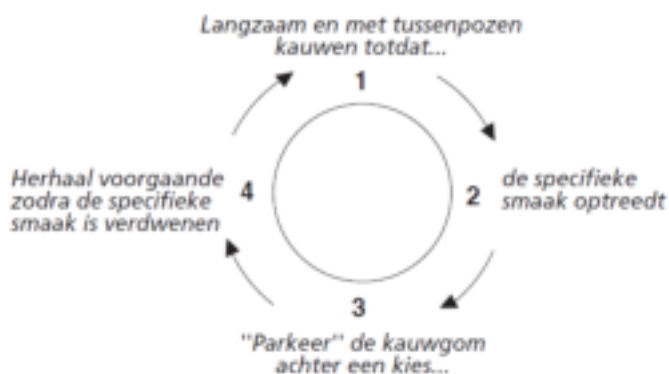 Langzaam en met tussenpozen
kauwen totdat...
1
2
de specifieke
smaak optreedt
3
"Parkeer" de kauwgom
achter een kies...
4
Herhaal voorgaande
zodra de specifieke
smaak is verdwenen